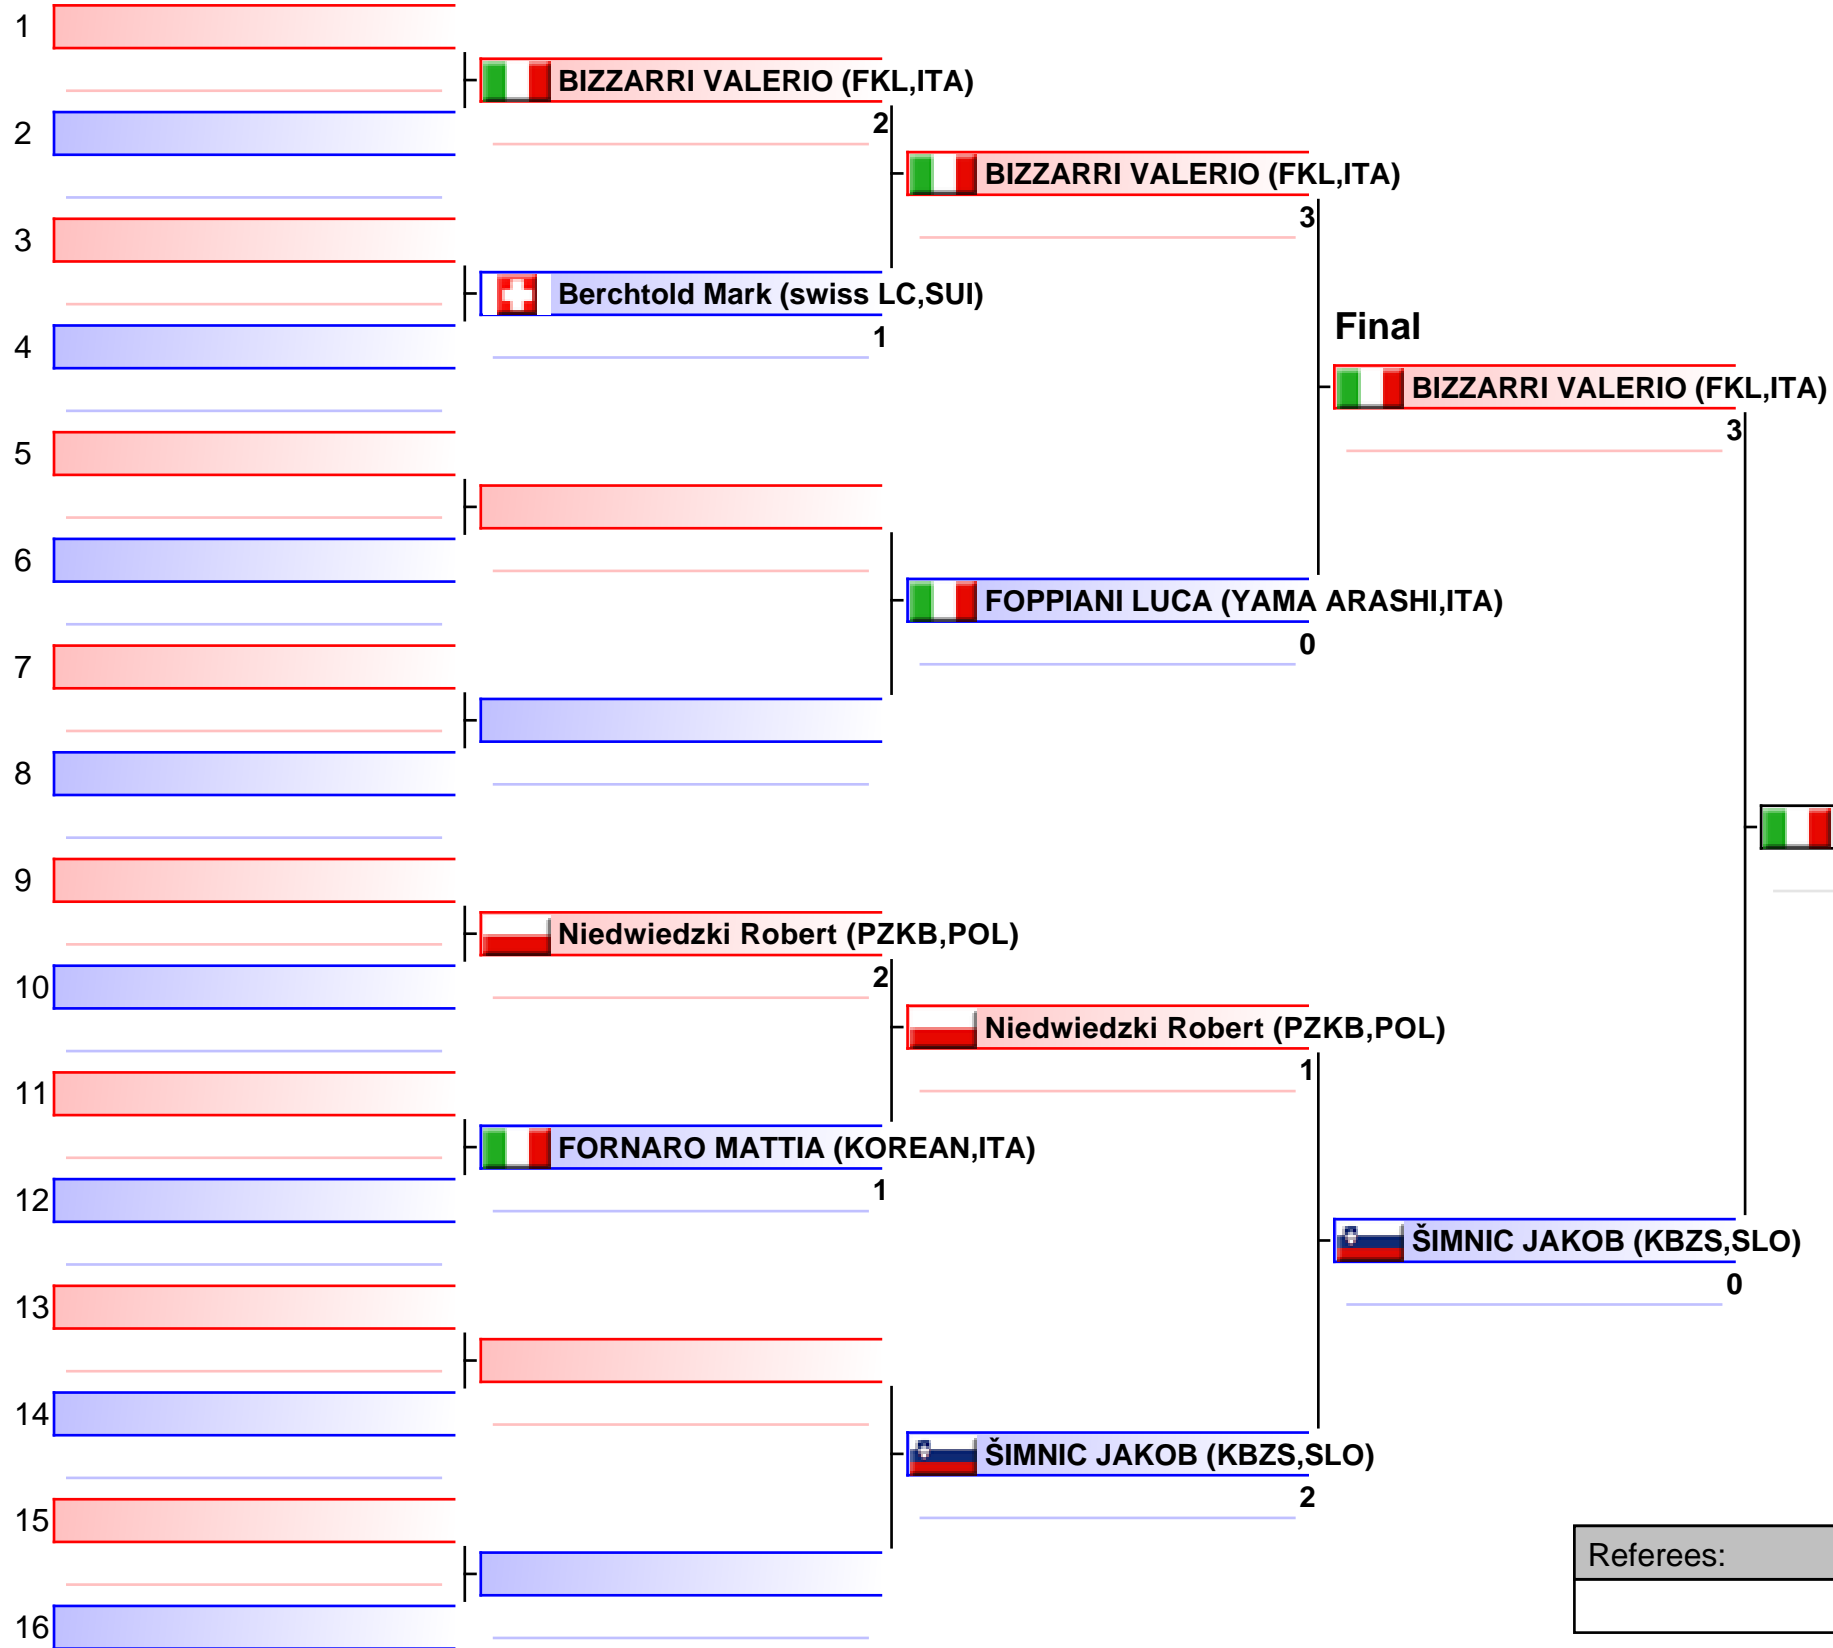 1
BIZZARRI VALERIO (FKL,ITA)
2
2
BIZZARRI VALERIO (FKL,ITA)
3
3
Berchtold Mark (swiss LC,SUI)
1
4
Final
BIZZARRI VALERIO (FKL,ITA)
3
5
6
FOPPIANI LUCA (YAMA ARASHI,ITA)
0
7
8
9
Niedwiedzki Robert (PZKB,POL)
2
10
Niedwiedzki Robert (PZKB,POL)
1
11
FORNARO MATTIA (KOREAN,ITA)
1
12
ŠIMNIC JAKOB (KBZS,SLO)
0
13
14
ŠIMNIC JAKOB (KBZS,SLO)
2
15
Referees:
16